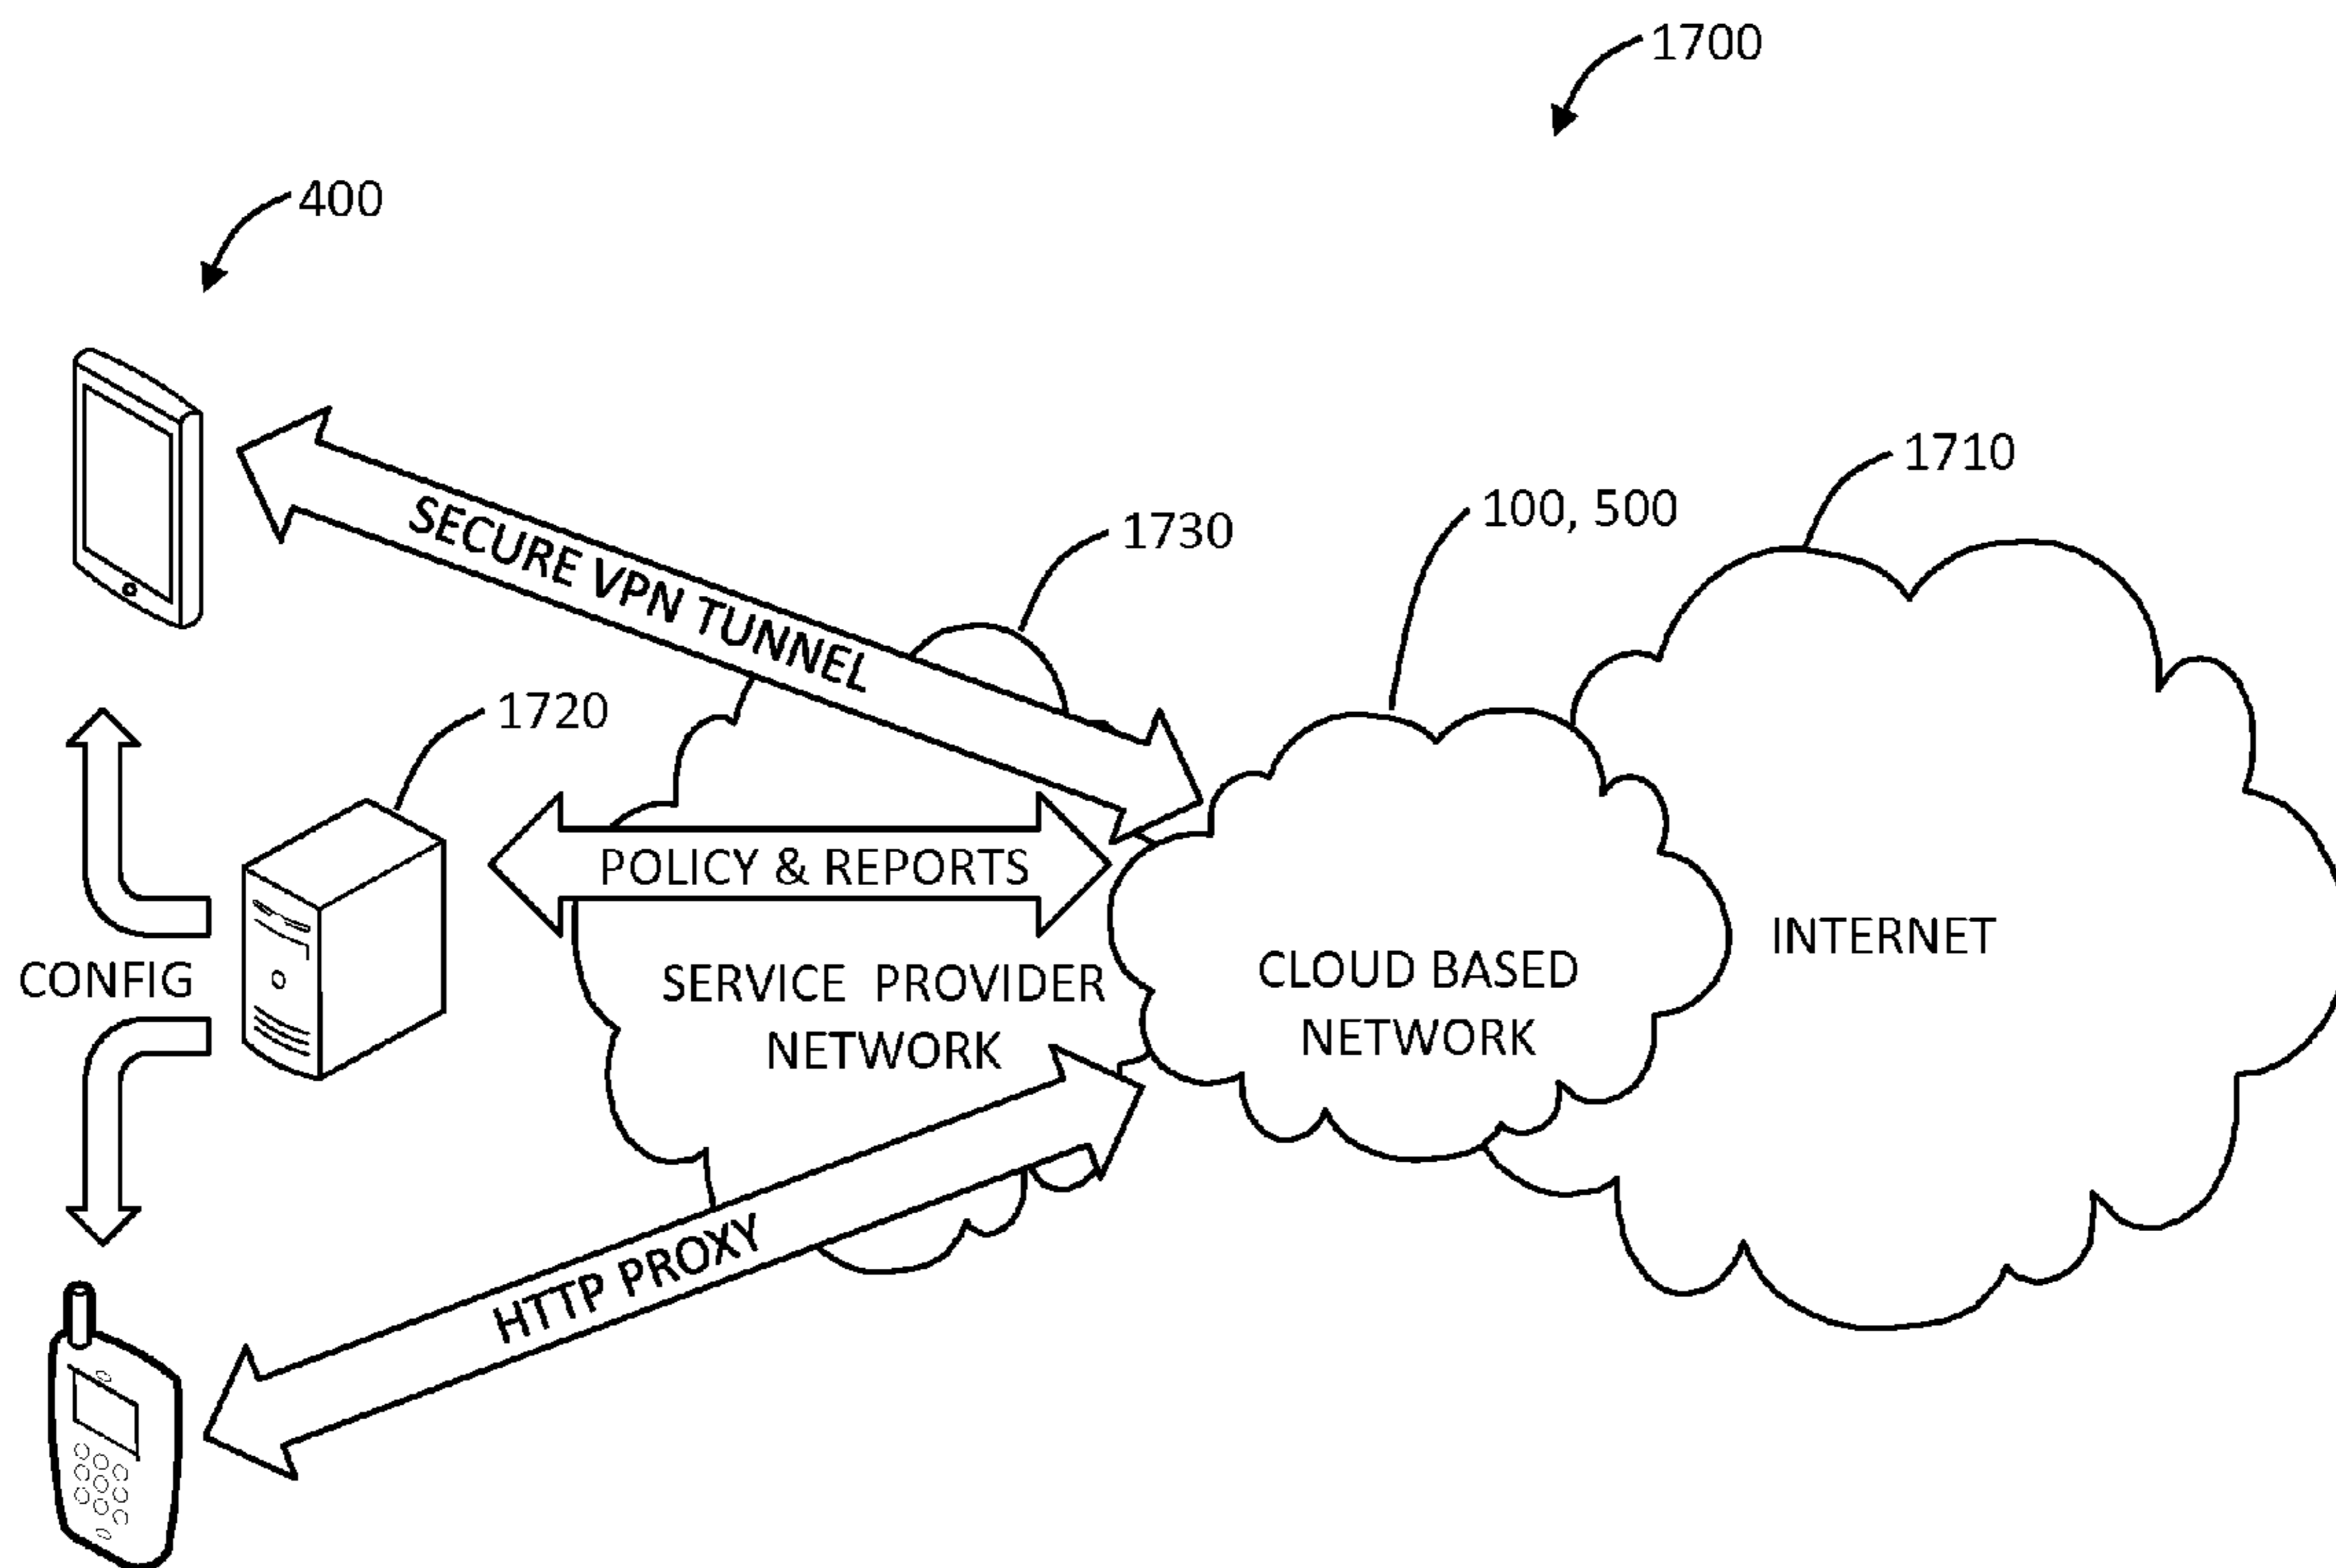 1700
400
1710
100, 500
1730
SECURE VPN TUNNEL
1720
POLICY & REPORTS
INTERNET
CONFIG
SERVICE PROVIDER
NETWORK
CLOUD BASED
NETWORK
HTTP PROXY